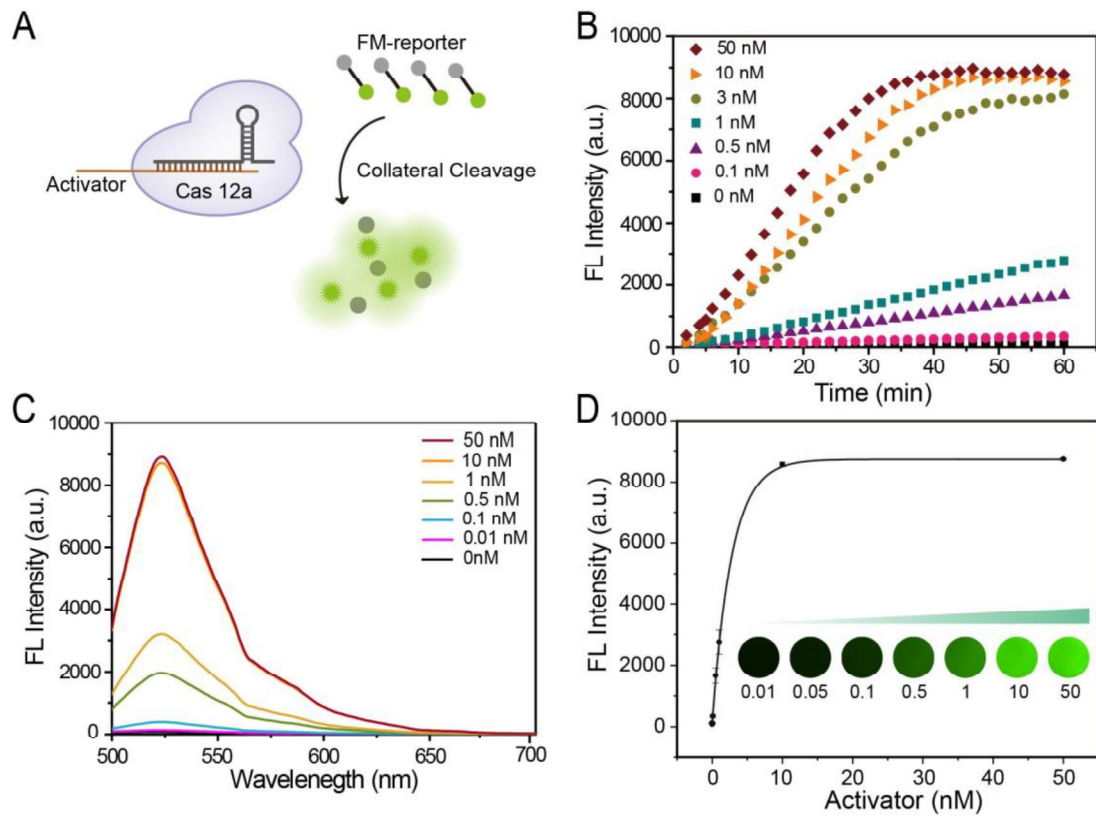 A
FM-reporter
Activator
Cas 12a
Collateral Cleavage
B
FL Intensity (a.u.)
10000
8000
6000
4000
2000
0
50 nM
10 nM
3 nM
1 nM
0.5 nM
0.1 nM
0 nM
0 10 20 30 40 50 60
Time (min)
C
FL Intensity (a.u.)
10000
8000
6000
4000
2000
0
50 nM
10 nM
1 nM
0.5 nM
0.1 nM
0.01 nM
0nM
500 550 600 650 700
Wavelenegth (nm)
D
FL Intensity (a.u.)
10000
8000
6000
4000
2000
0
0.01 0.05 0.1 0.5 1 10 50
0 10 20 30 40 50
Activator (nM)